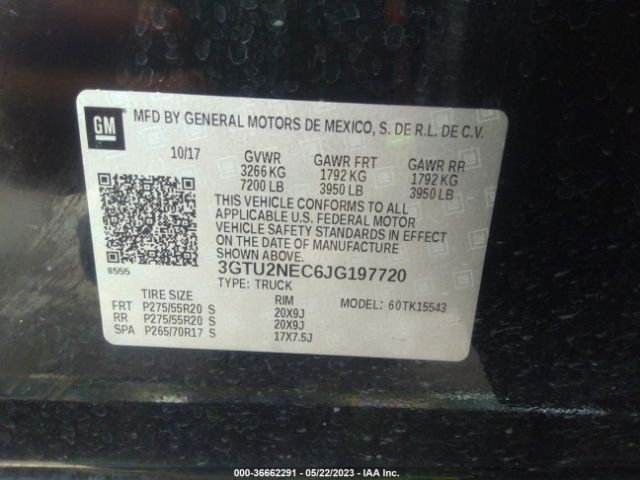 GM
MFD BY GENERAL MOTORS DE MEXICO, S. DE R.L. DE C.V.
10/17 GVWR GAWR FRT GAWR RR
3266 KG 1792 KG 1792 KG
7200 LB 3950 LB 3950 LB
THIS VEHICLE CONFORMS TO ALL
APPLICABLE U.S. FEDERAL MOTOR
VEHICLE SAFETY STANDARDS IN EFFECT
ON THE DATE OF MANUFACTURE
SHOWN ABOVE.
8555
3GTU2NEC6JG197720
TYPE: TRUCK
TIRE SIZE RIM MODEL: 60TK15543
FRT P275/55R20 S 20X9J
RR P275/55R20 S 20X9J
SPA P265/70R17 S 17X7.5J
000-36662291 - 05/22/2023 - IAA Inc.